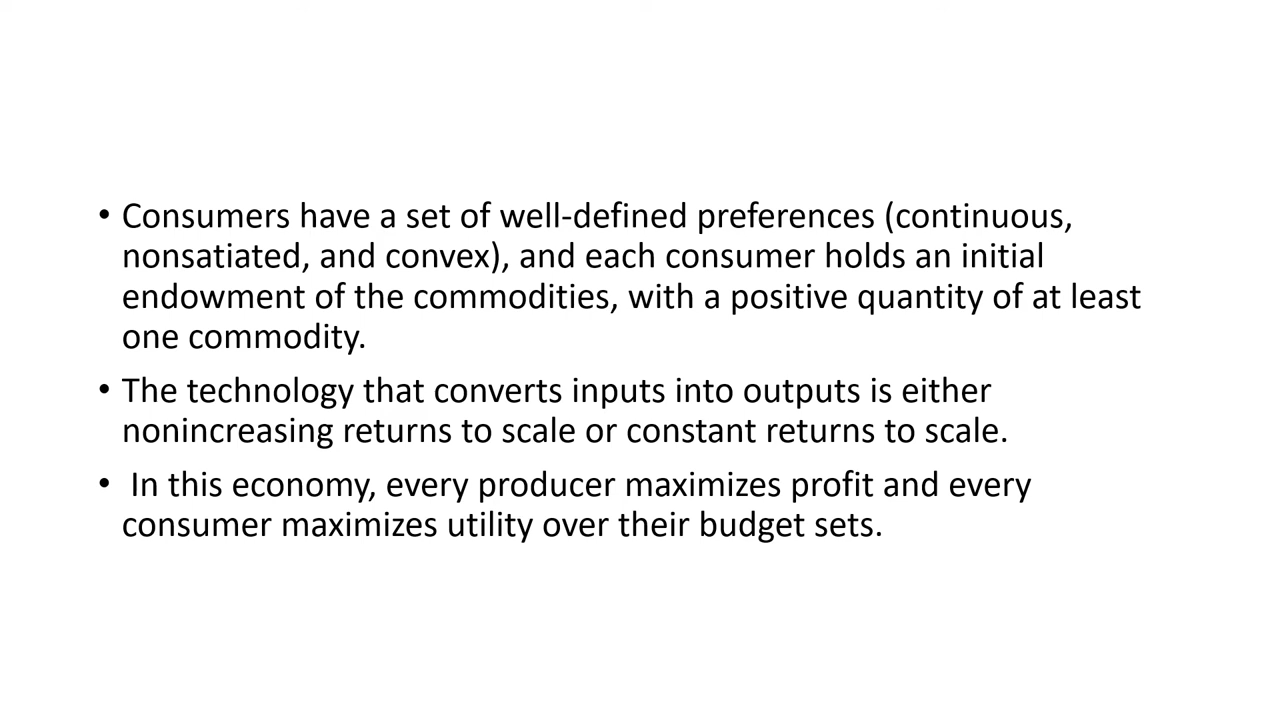 • Consumers have a set of well-defined preferences (continuous,
nonsatiated, and convex), and each consumer holds an initial
endowment of the commodities, with a positive quantity of at least
one commodity.
• The technology that converts inputs into outputs is either
nonincreasing returns to scale or constant returns to scale.
• In this economy, every producer maximizes profit and every
consumer maximizes utility over their budget sets.